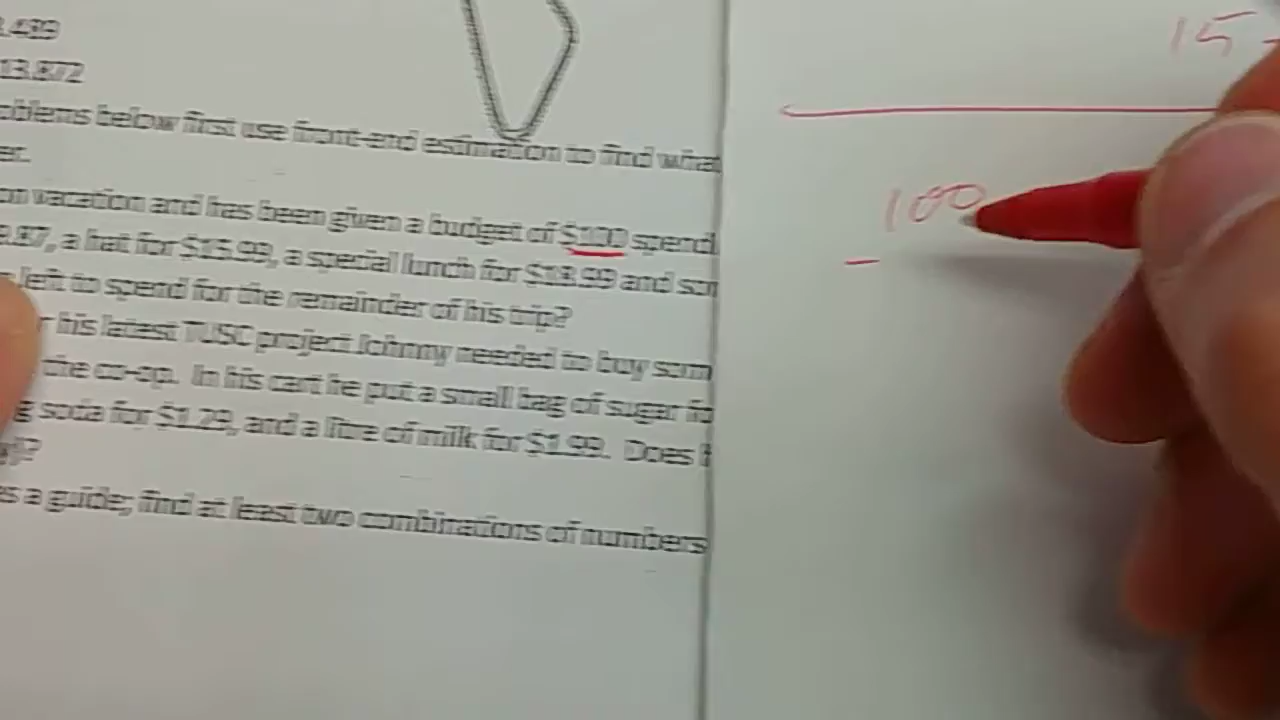 .489
13.872
oblems below first use front-end estimation to find what
er.
on vacation and has been given a budget of $100 spend
9.87, a hat for $15.99, a special lunch for $18.99 and
left to spend for the remainder of his trip?
r his latest TUSC project Johnny needed to buy som
the co-op. In his cart he put a small bag of sugar fo
g soda for $1.29, and a litre of milk for $1.99. Does
es a guide; find at least two combinations of numbers
15
100
-